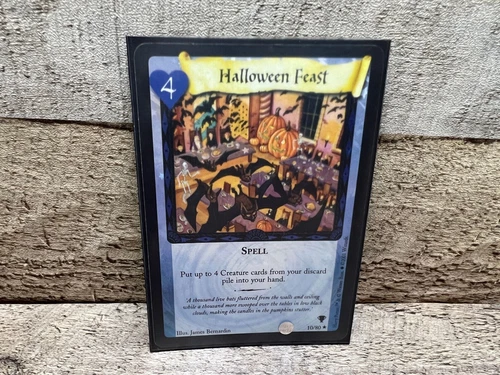 4
Halloween Feast
SPELL
Put up to 4 Creature cards from your discard
pile into your hand.
"A thousand live bats fluttered from the walls and ceiling
while a thousand more swooped over the tables in low black
clouds, making the candles in the pumpkins stutter."
Illus. James Bernardin
10/80